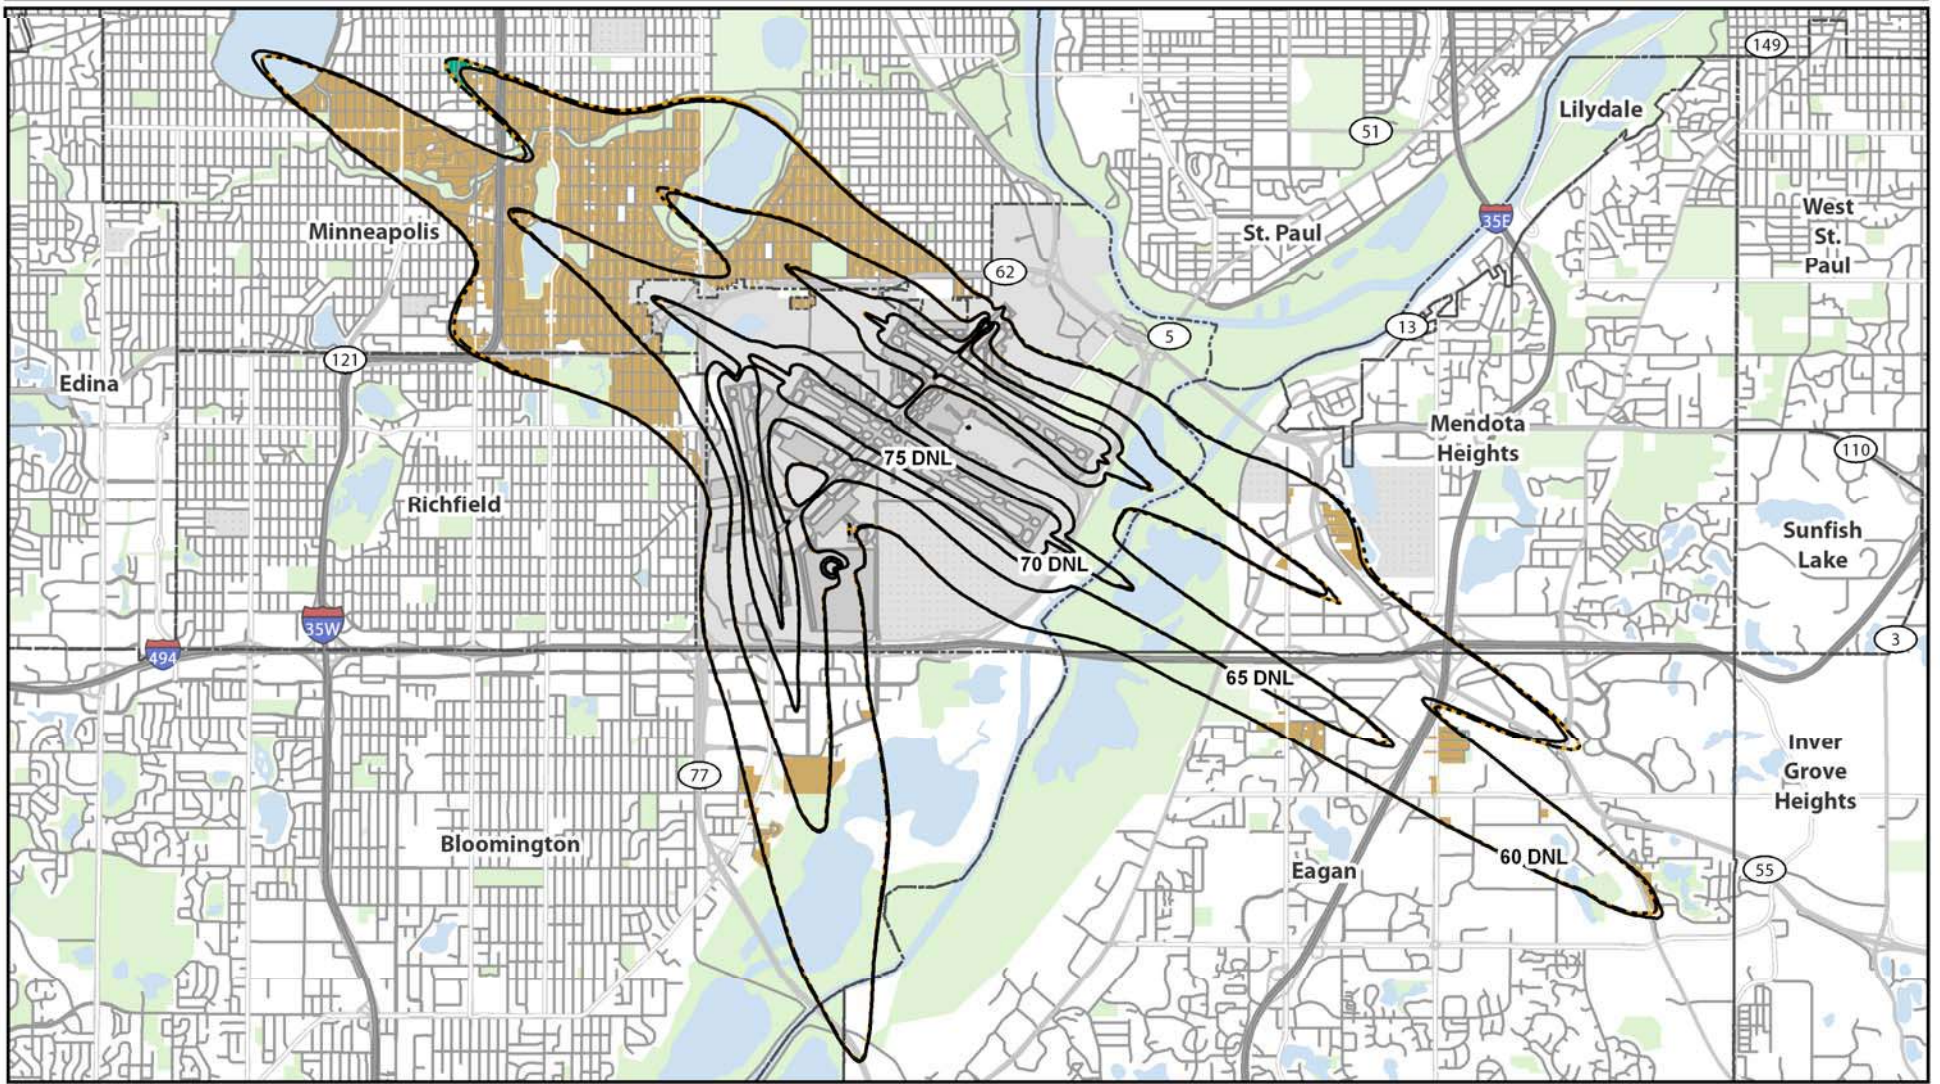 149
Lilydale
51
West
St.
Paul
35E
Minneapolis
St. Paul
62
13
5
121
Edina
Mendota
Heights
110
75 DNL
Richfield
Sunfish
Lake
70 DNL
35W
3
494
65 DNL
Inver
Grove
Heights
77
Bloomington
60 DNL
Eagan
55